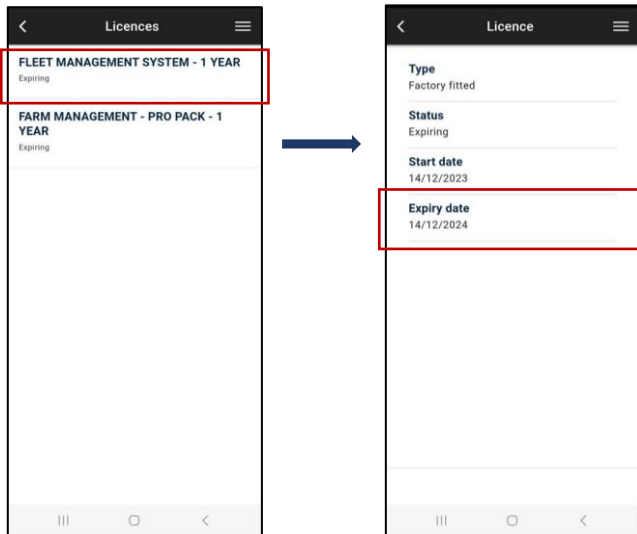 Licences
FLEET MANAGEMENT SYSTEM - 1 YEAR
Expiring
FARM MANAGEMENT - PRO PACK - 1
YEAR
Expiring
Licence
Type
Factory fitted
Status
Expiring
Start date
14/12/2023
Expiry date
14/12/2024